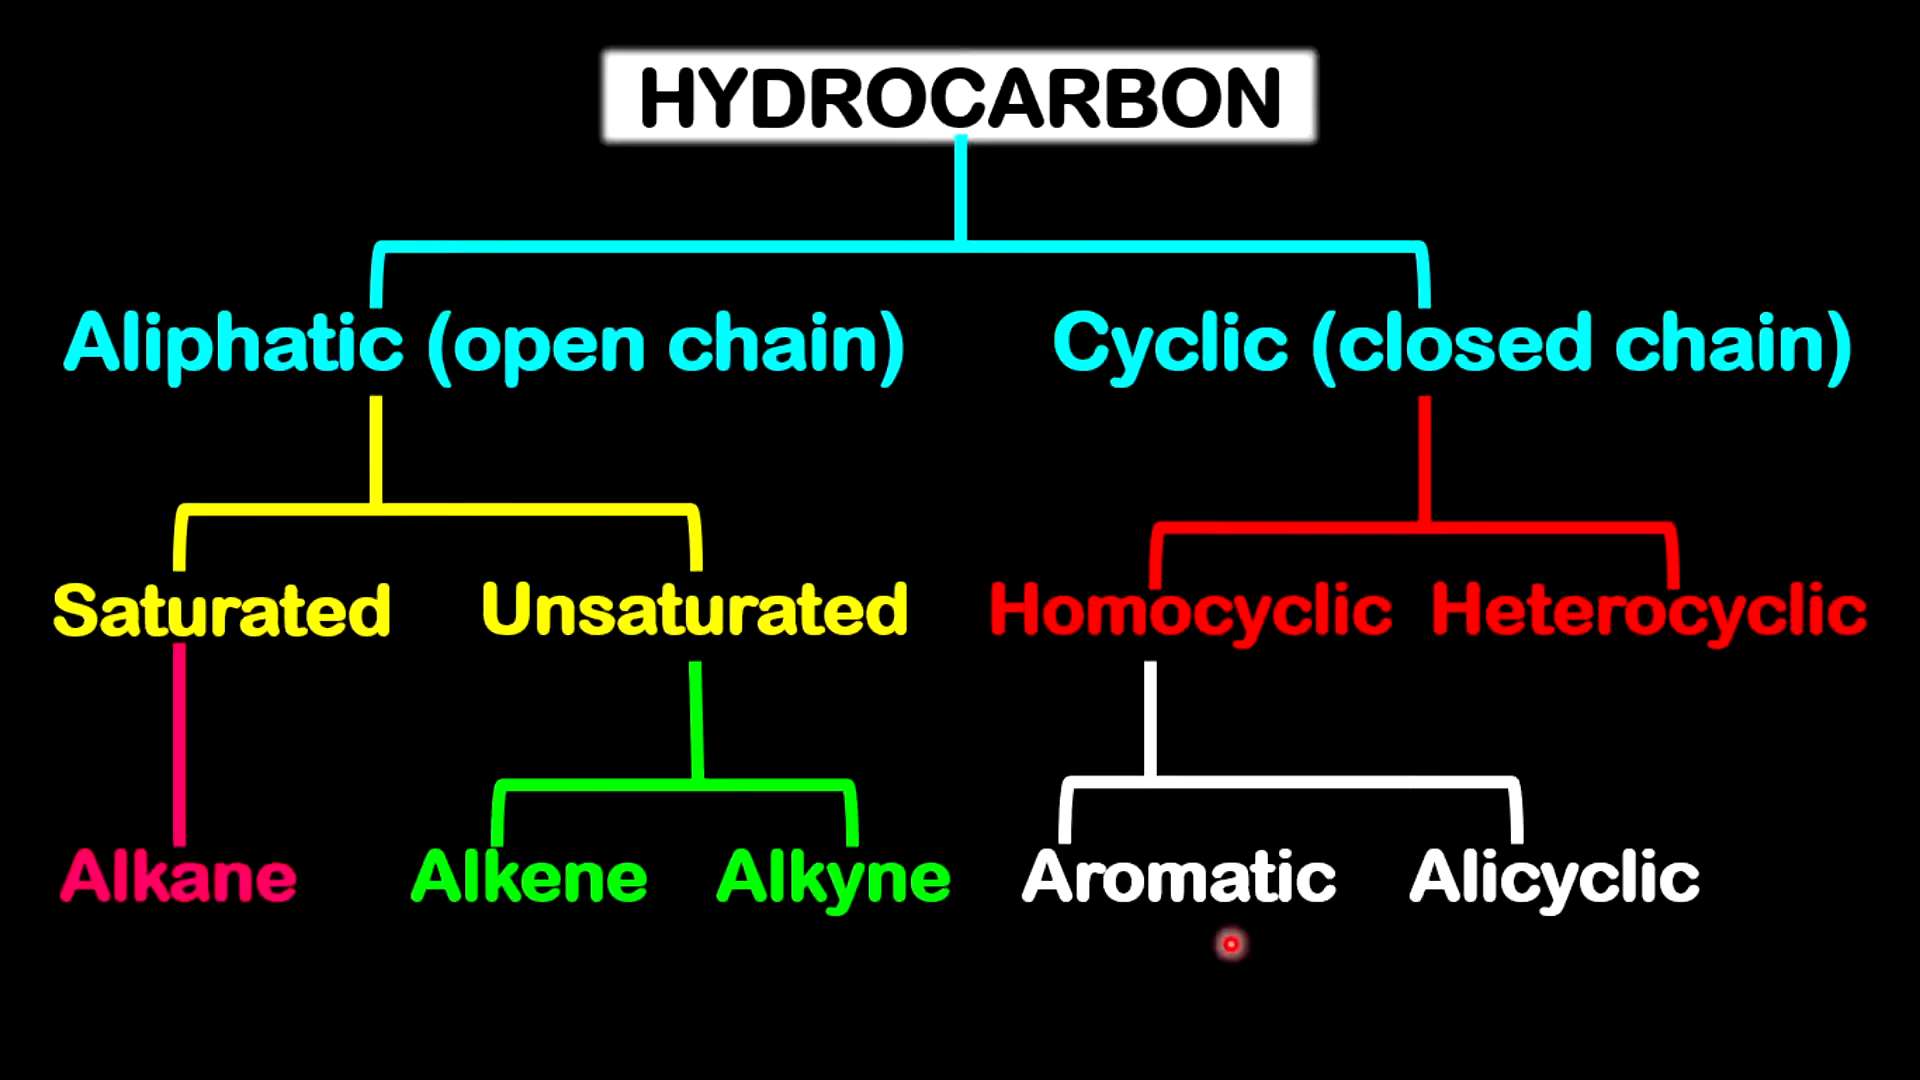 HYDROCARBON
Aliphatic (open chain)
Cyclic (closed chain)
Saturated
Unsaturated
Homocyclic
Heterocyclic
Alkane
Alkene
Alkyne
Aromatic
Alicyclic